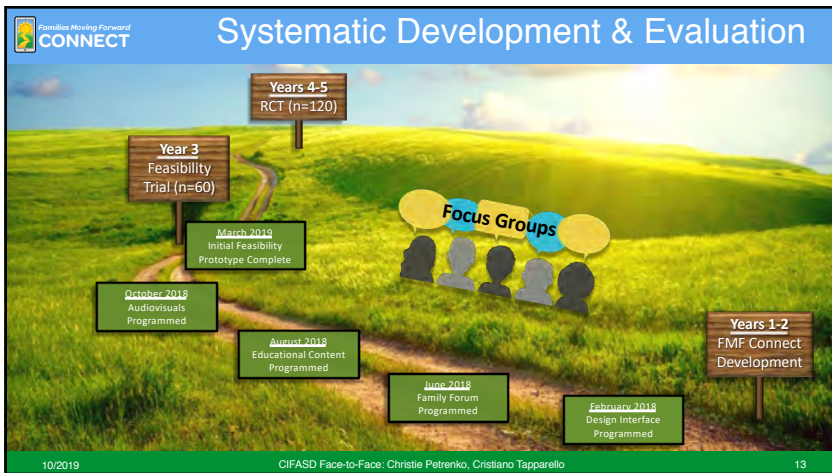 Families Moving Forward
CONNECT
Systematic Development & Evaluation
Years 4-5
RCT (n=120)
Year 3
Feasibility
Trial (n=60)
March 2019
Initial Feasibility
Prototype Complete
Focus Groups
October 2018
Audiovisuals
Programmed
August 2018
Educational Content
Programmed
June 2018
Family Forum
Programmed
February 2018
Design Interface
Programmed
Years 1-2
FMF Connect
Development
10/2019
CIFASD Face-to-Face: Christie Petrenko, Cristiano Tapparello
13